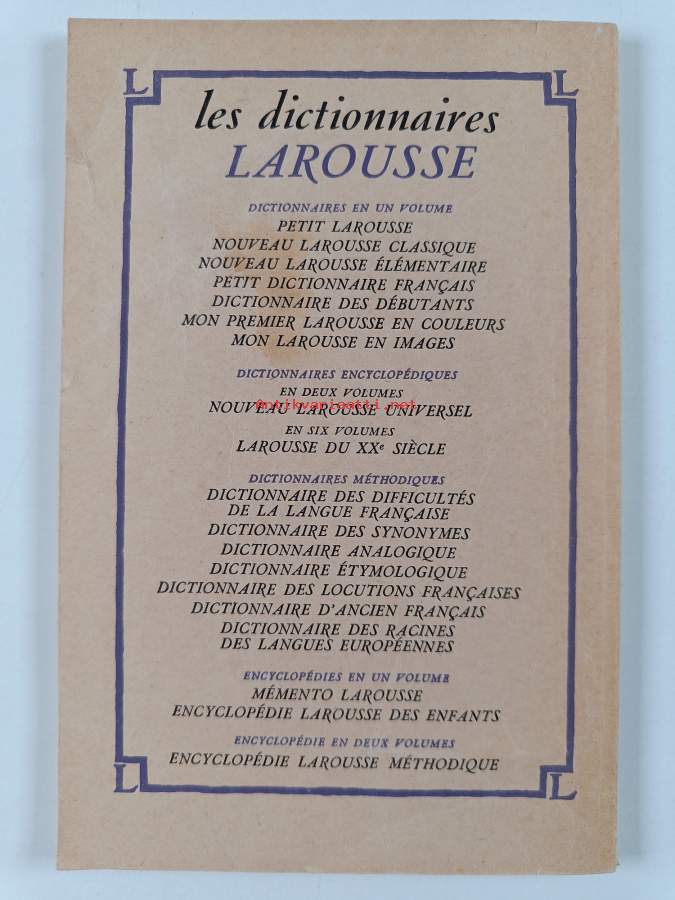 L L
les dictionnaires
LAROUSSE
DICTIONNAIRES EN UN VOLUME
PETIT LAROUSSE
NOUVEAU LAROUSSE CLASSIQUE
NOUVEAU LAROUSSE ÉLÉMENTAIRE
PETIT DICTIONNAIRE FRANÇAIS
DICTIONNAIRE DES DÉBUTANTS
MON PREMIER LAROUSSE EN COULEURS
MON LAROUSSE EN IMAGES
DICTIONNAIRES ENCYCLOPÉDIQUES
EN DEUX VOLUMES
Antikvariaatti.net
NOUVEAU LAROUSSE UNIVERSEL
EN SIX VOLUMES
LAROUSSE DU XXe SIÈCLE
DICTIONNAIRES MÉTHODIQUES
DICTIONNAIRE DES DIFFICULTÉS
DE LA LANGUE FRANÇAISE
DICTIONNAIRE DES SYNONYMES
DICTIONNAIRE ANALOGIQUE
DICTIONNAIRE ÉTYMOLOGIQUE
DICTIONNAIRE DES LOCUTIONS FRANÇAISES
DICTIONNAIRE D'ANCIEN FRANÇAIS
DICTIONNAIRE DES RACINES
DES LANGUES EUROPÉENNES
ENCYCLOPÉDIES EN UN VOLUME
MÉMENTO LAROUSSE
ENCYCLOPÉDIE LAROUSSE DES ENFANTS
ENCYCLOPÉDIE EN DEUX VOLUMES
ENCYCLOPÉDIE LAROUSSE MÉTHODIQUE
L L